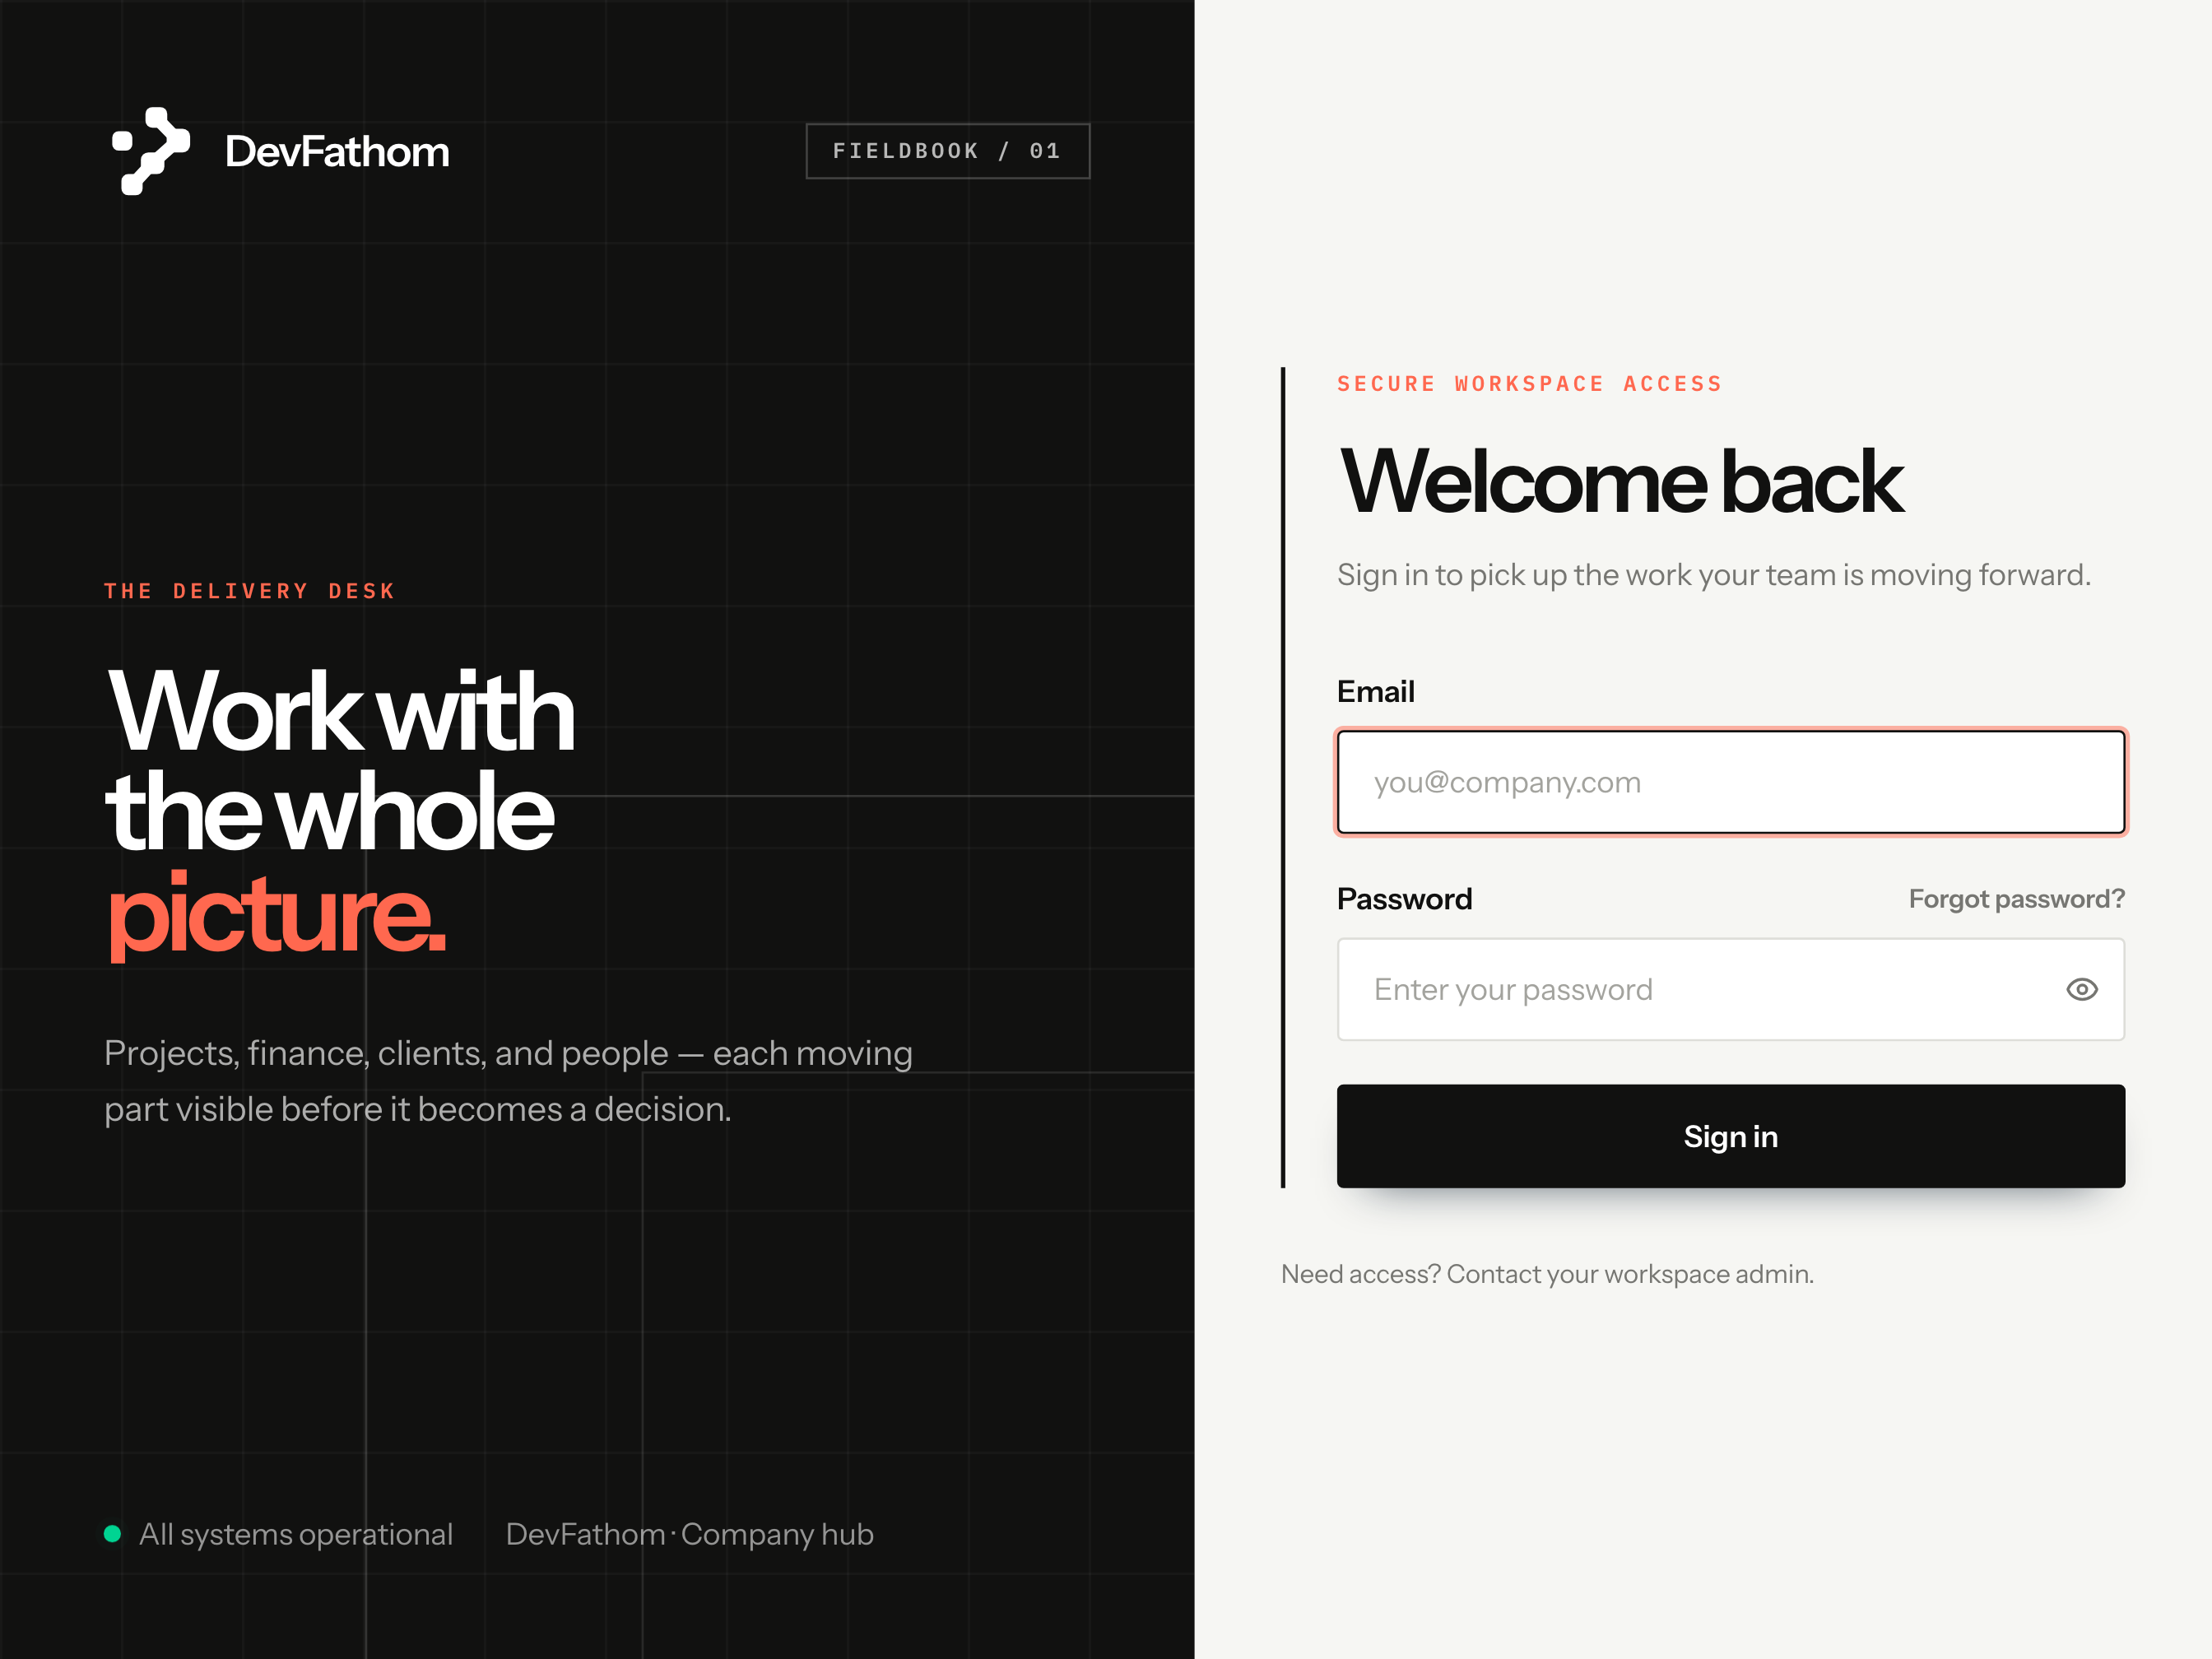 DevFathom
FIELDBOOK / 01
THE DELIVERY DESK
Work with
the whole
picture.
Projects, finance, clients, and people — each moving
part visible before it becomes a decision.
All systems operational
DevFathom · Company hub
SECURE WORKSPACE ACCESS
Welcome back
Sign in to pick up the work your team is moving forward.
Email
you@company.com
Password
Forgot password?
Enter your password
Sign in
Need access? Contact your workspace admin.